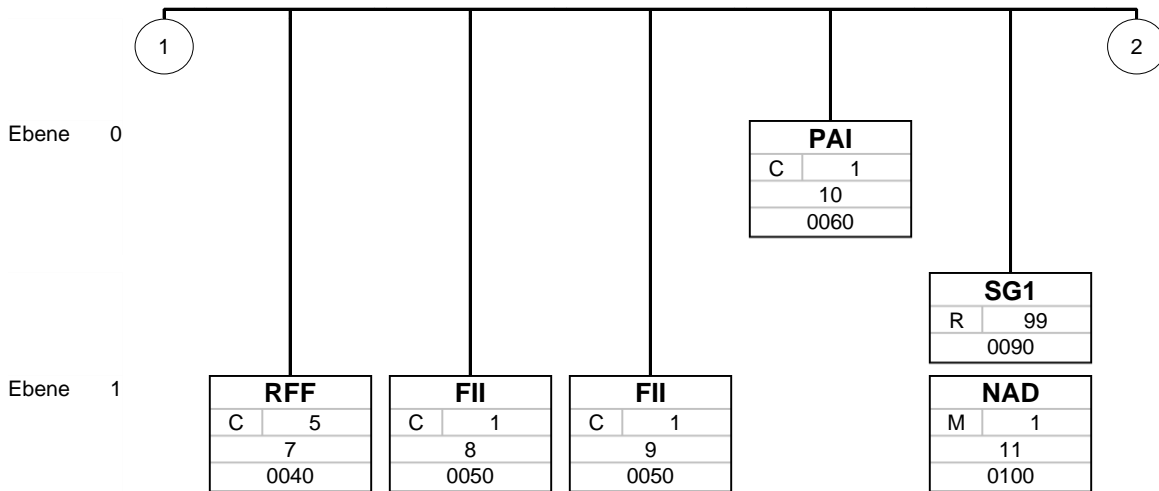 1 2
Ebene 0
PAI
C 1
10
0060
SG1
R 99
0090
Ebene 1
RFF FII FII NAD
C 5 C 1 C 1 M 1
7 8 9 11
0040 0050 0050 0100